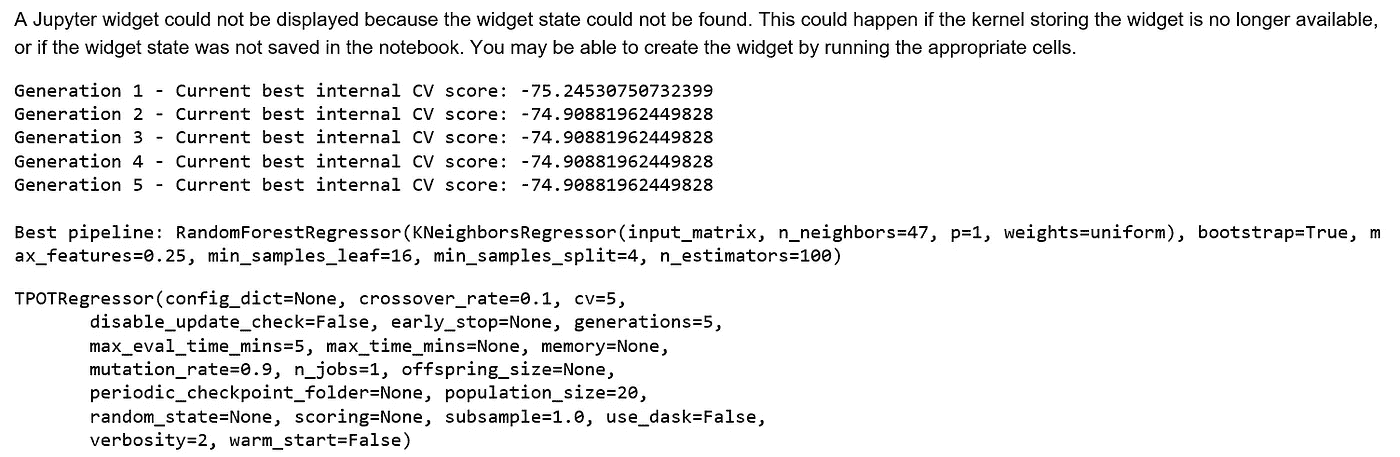 A Jupyter widget could not be displayed because the widget state could not be found. This could happen if the kernel storing the widget is no longer available,
or if the widget state was not saved in the notebook. You may be able to create the widget by running the appropriate cells.
Generation 1 - Current best internal CV score: -75.24530750732399
Generation 2 - Current best internal CV score: -74.90881962449828
Generation 3 - Current best internal CV score: -74.90881962449828
Generation 4 - Current best internal CV score: -74.90881962449828
Generation 5 - Current best internal CV score: -74.90881962449828
Best pipeline: RandomForestRegressor(KNeighborsRegressor(input_matrix, n_neighbors=47, p=1, weights=uniform), bootstrap=True, m
ax_features=0.25, min_samples_leaf=16, min_samples_split=4, n_estimators=100)
TPOTRegressor(config_dict=None, crossover_rate=0.1, cv=5,
disable_update_check=False, early_stop=None, generations=5,
max_eval_time_mins=5, max_time_mins=None, memory=None,
mutation_rate=0.9, n_jobs=1, offspring_size=None,
periodic_checkpoint_folder=None, population_size=20,
random_state=None, scoring=None, subsample=1.0, use_dask=False,
verbosity=2, warm_start=False)